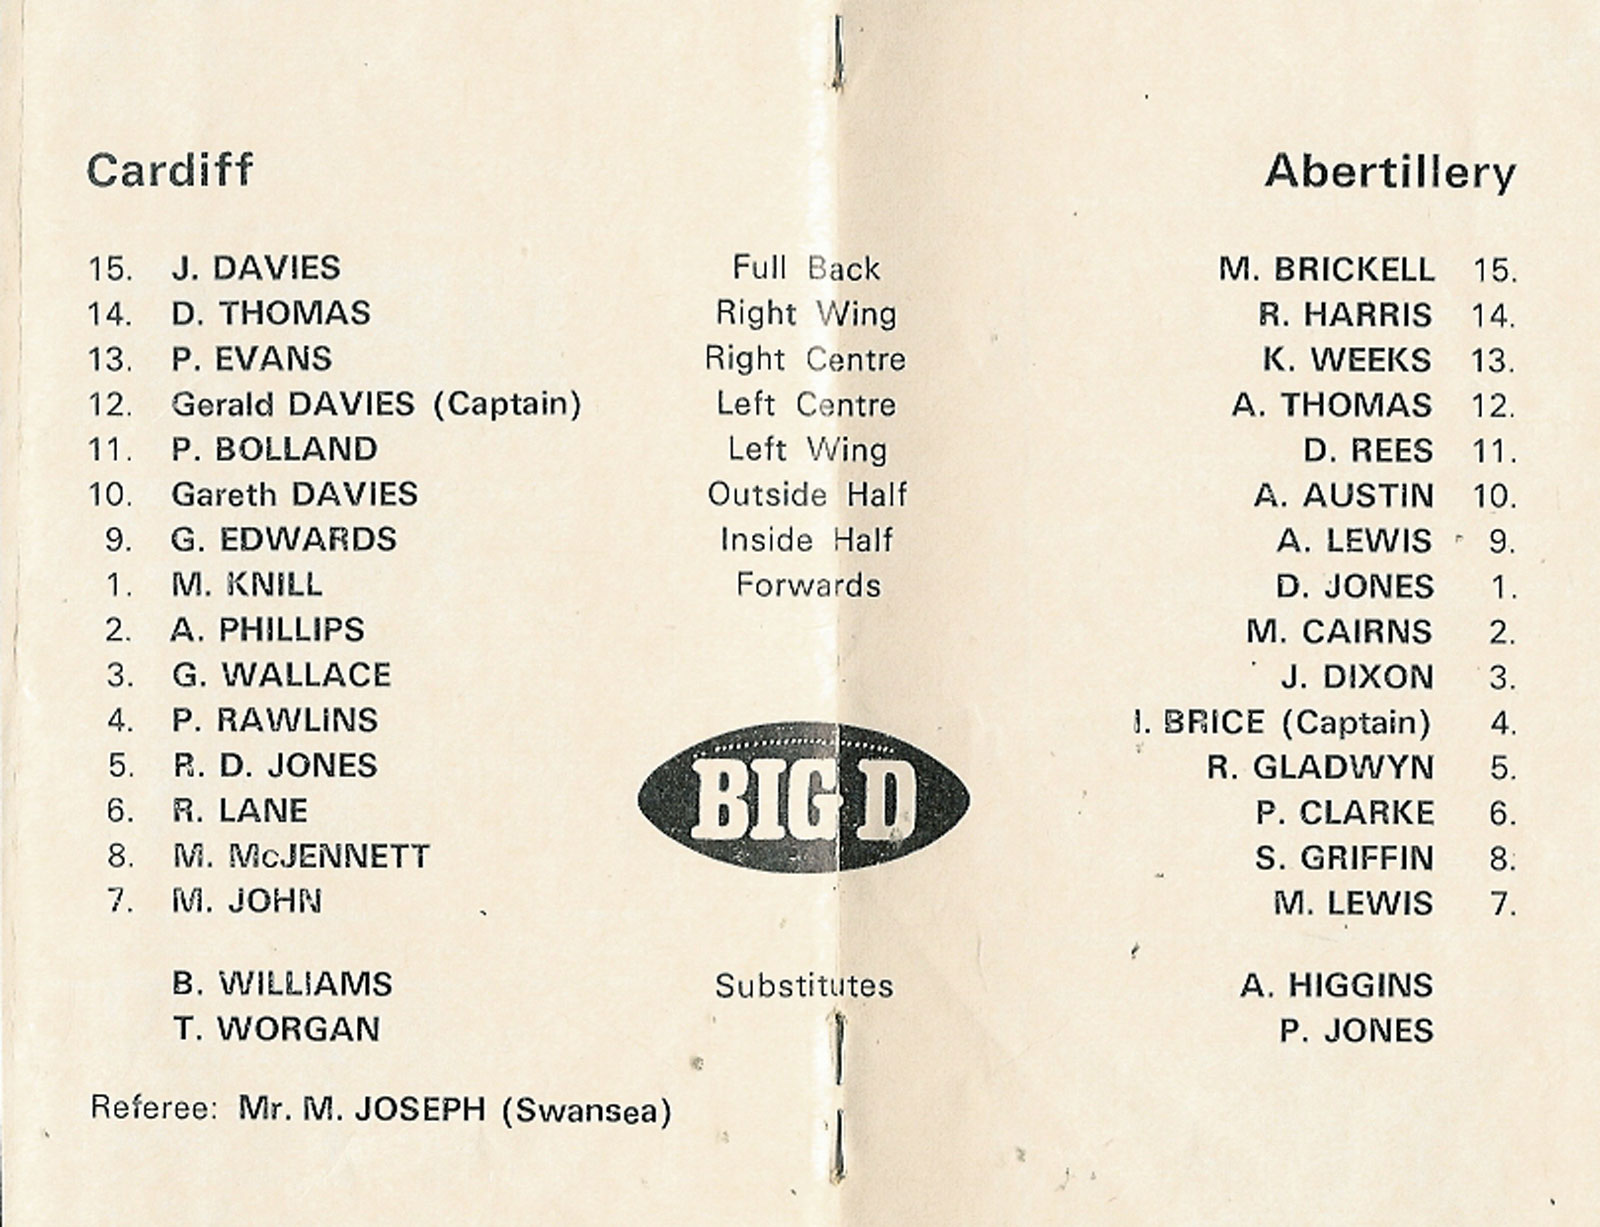 Cardiff Abertillery
15. J. DAVIES Full Back M. BRICKELL 15.
14. D. THOMAS Right Wing R. HARRIS 14.
13. P. EVANS Right Centre K. WEEKS 13.
12. Gerald DAVIES (Captain) Left Centre A. THOMAS 12.
11. P. BOLLAND Left Wing D. REES 11.
10. Gareth DAVIES Outside Half A. AUSTIN 10.
9. G. EDWARDS Inside Half A. LEWIS 9.
1. M. KNILL Forwards D. JONES 1.
2. A. PHILLIPS M. CAIRNS 2.
3. G. WALLACE J. DIXON 3.
4. P. RAWLINS I. BRICE (Captain) 4.
5. R. D. JONES R. GLADWYN 5.
6. R. LANE P. CLARKE 6.
BIG D
8. M. McJENNETT S. GRIFFIN 8.
7. M. JOHN M. LEWIS 7.
B. WILLIAMS Substitutes A. HIGGINS
T. WORGAN P. JONES
Referee: Mr. M. JOSEPH (Swansea)